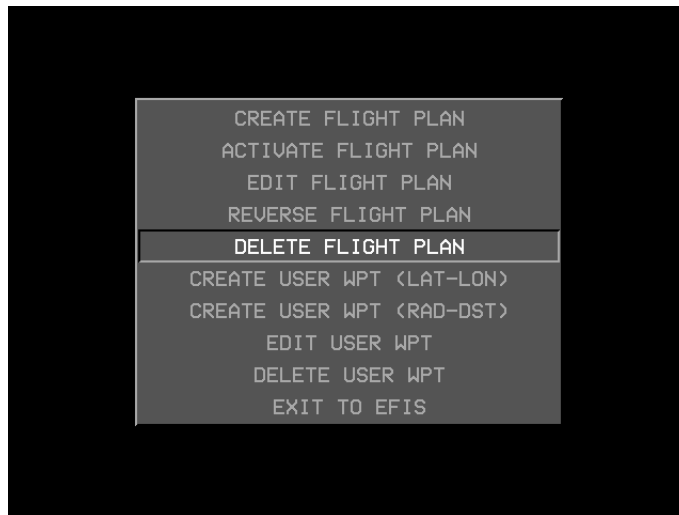 CREATE FLIGHT PLAN
ACTIVATE FLIGHT PLAN
EDIT FLIGHT PLAN
REVERSE FLIGHT PLAN
DELETE FLIGHT PLAN
CREATE USER WPT (LAT-LON)
CREATE USER WPT (RAD-DST)
EDIT USER WPT
DELETE USER WPT
EXIT TO EFIS